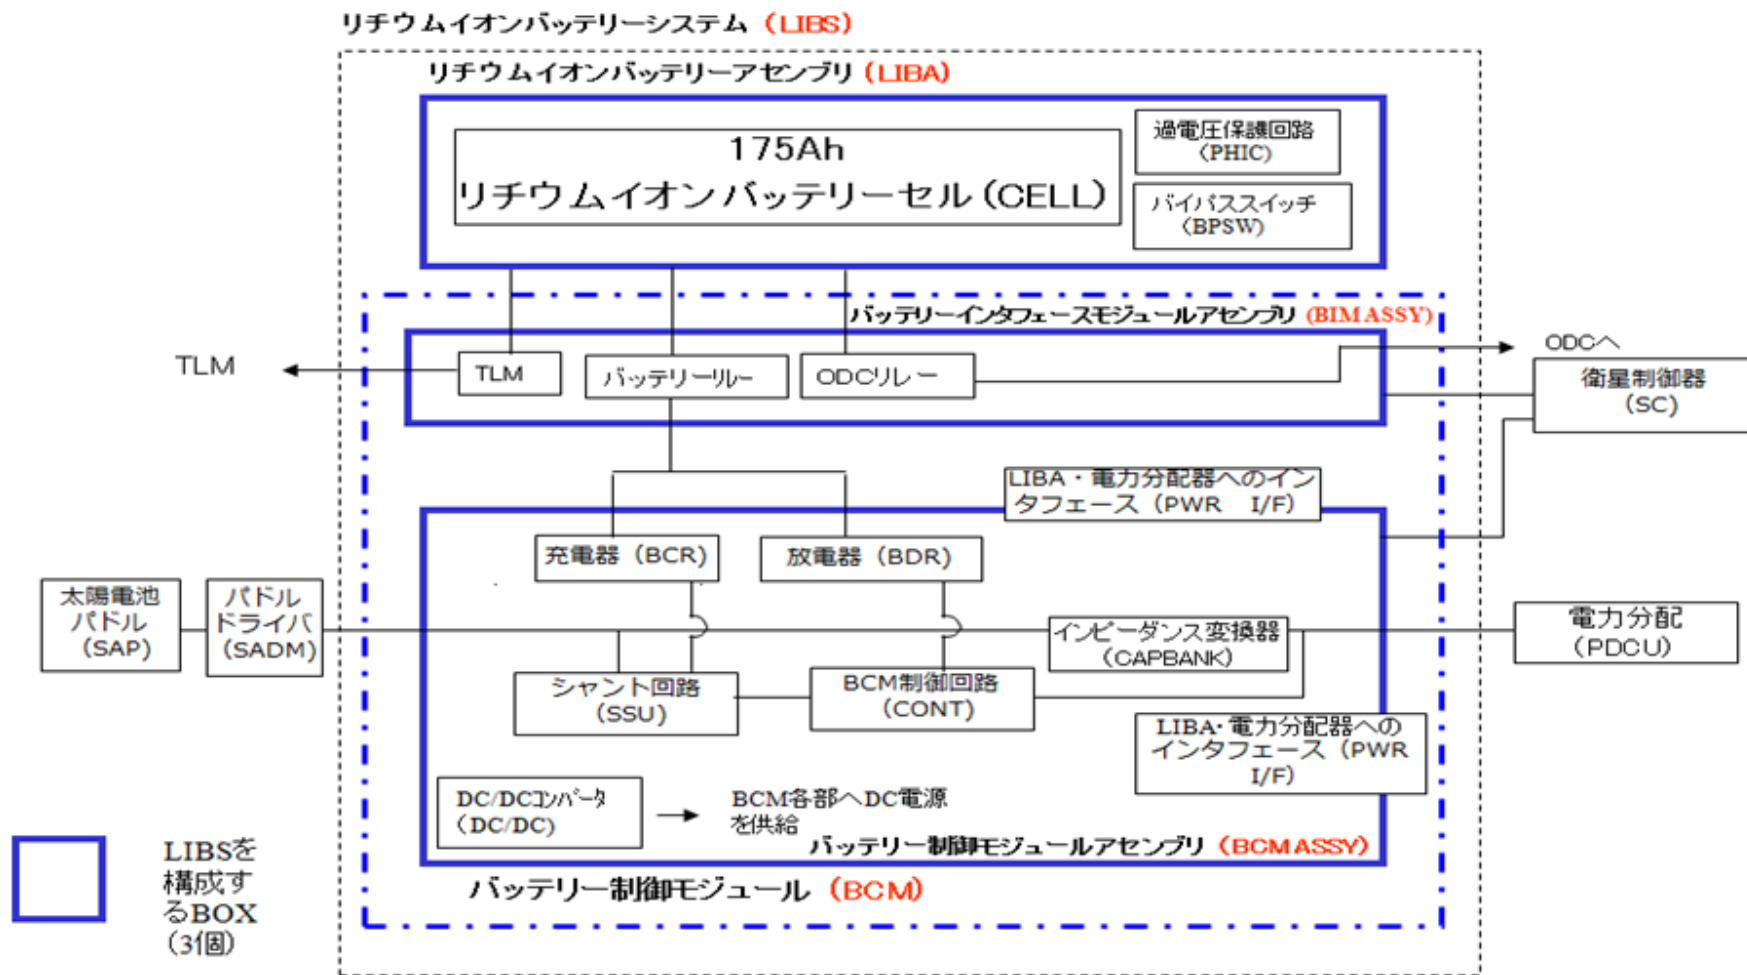 リチウムイオンバッテリーシステム（LIBS）
リチウムイオンバッテリーアセンブリ（LIBA）
175Ah
リチウムイオンバッテリーセル（CELL）
過電圧保護回路
（PHIC）
バイパススイッチ
（BPSW）
バッテリーインタフェースモジュールアセンブリ（BIM ASSY）
TLM
TLM
バッテリーリレー
ODCリレー
ODCへ
衛星制御器
（SC）
LIBA・電力分配器へのイン
タフェース（PWR I/F）
充電器（BCR）
放電器（BDR）
太陽電池
パドル
（SAP）
パドル
ドライバ
（SADM）
インピーダンス変換器
（CAPBANK）
電力分配
（PDCU）
シャント回路
（SSU）
BCM制御回路
（CONT）
LIBA・電力分配器への
インタフェース（PWR
I/F）
DC/DCコンバータ
（DC/DC）
BCM各部へDC電源
を供給
バッテリー制御モジュールアセンブリ（BCM ASSY）
バッテリー制御モジュール（BCM）
LIBSを
構成す
るBOX
（3個）